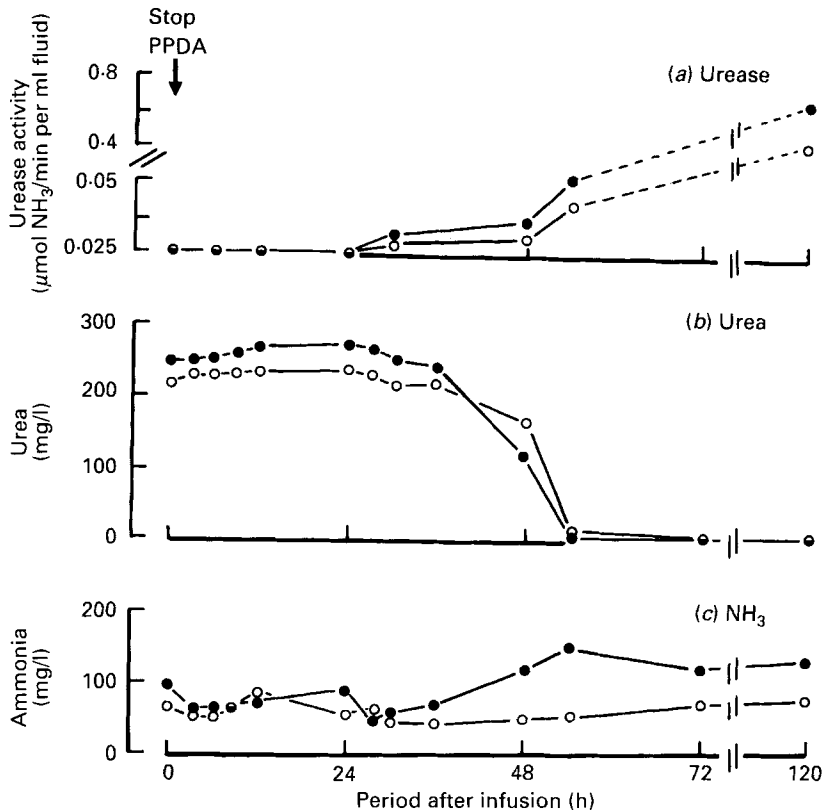 Stop
PPDA
(a) Urease
Urease activity
(μmol NH₃/min per ml fluid)
0·8
0·4
0·05
0·025
(b) Urea
Urea
(mg/l)
300
200
100
0
(c) NH₃
Ammonia
(mg/l)
200
100
0
0 24 48 72 120
Period after infusion (h)